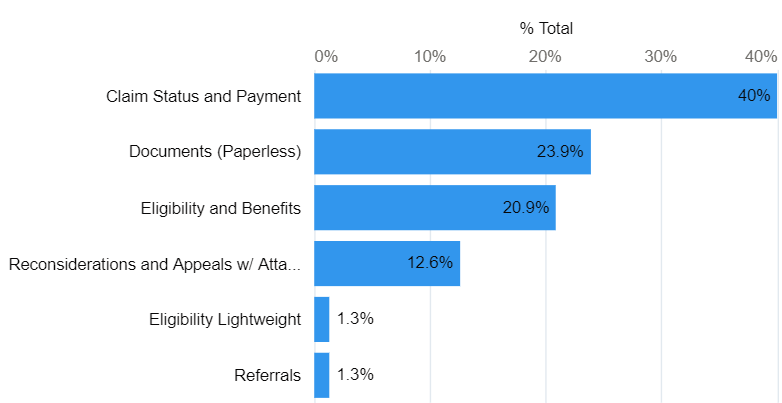 % Total
0% 10% 20% 30% 40%
Claim Status and Payment 40%
Documents (Paperless) 23.9%
Eligibility and Benefits 20.9%
Reconsiderations and Appeals w/ Atta... 12.6%
Eligibility Lightweight 1.3%
Referrals 1.3%